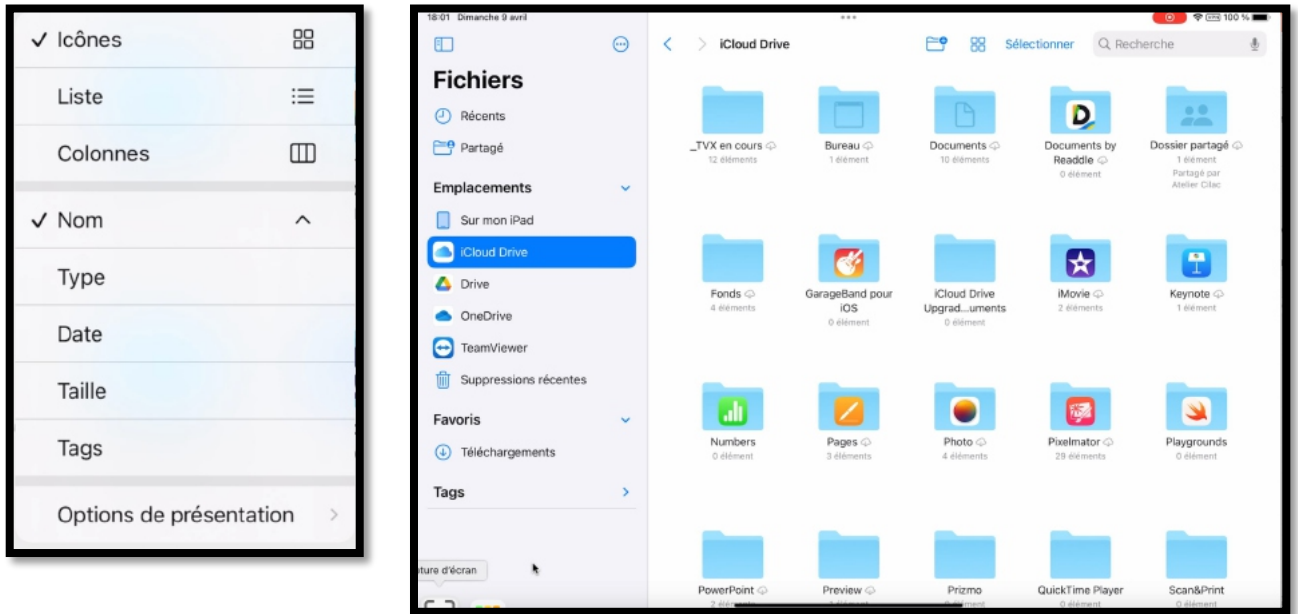 Icônes
Liste
Colonnes
Nom
Type
Date
Taille
Tags
Options de présentation
18:01 Dimanche 9 avril
100 %
Fichiers
Récents
Partagé
Emplacements
Sur mon iPad
iCloud Drive
Drive
OneDrive
TeamViewer
Suppressions récentes
Favoris
Téléchargements
Tags
ture d'écran
iCloud Drive
Sélectionner
Recherche
_TVX en cours
12 éléments
Bureau
1 élément
Documents
10 éléments
Documents by
Readdle
0 élément
Dossier partagé
1 élément
Partagé par
Atelier Cilac
Fonds
4 éléments
GarageBand pour
iOS
0 élément
iCloud Drive
Upgrad...uments
0 élément
iMovie
2 éléments
Keynote
1 élément
Numbers
0 élément
Pages
3 éléments
Photo
4 éléments
Pixelmator
29 éléments
Playgrounds
0 élément
PowerPoint
Preview
Prizmo
QuickTime Player
0 élément
Scan&Print
0 élément